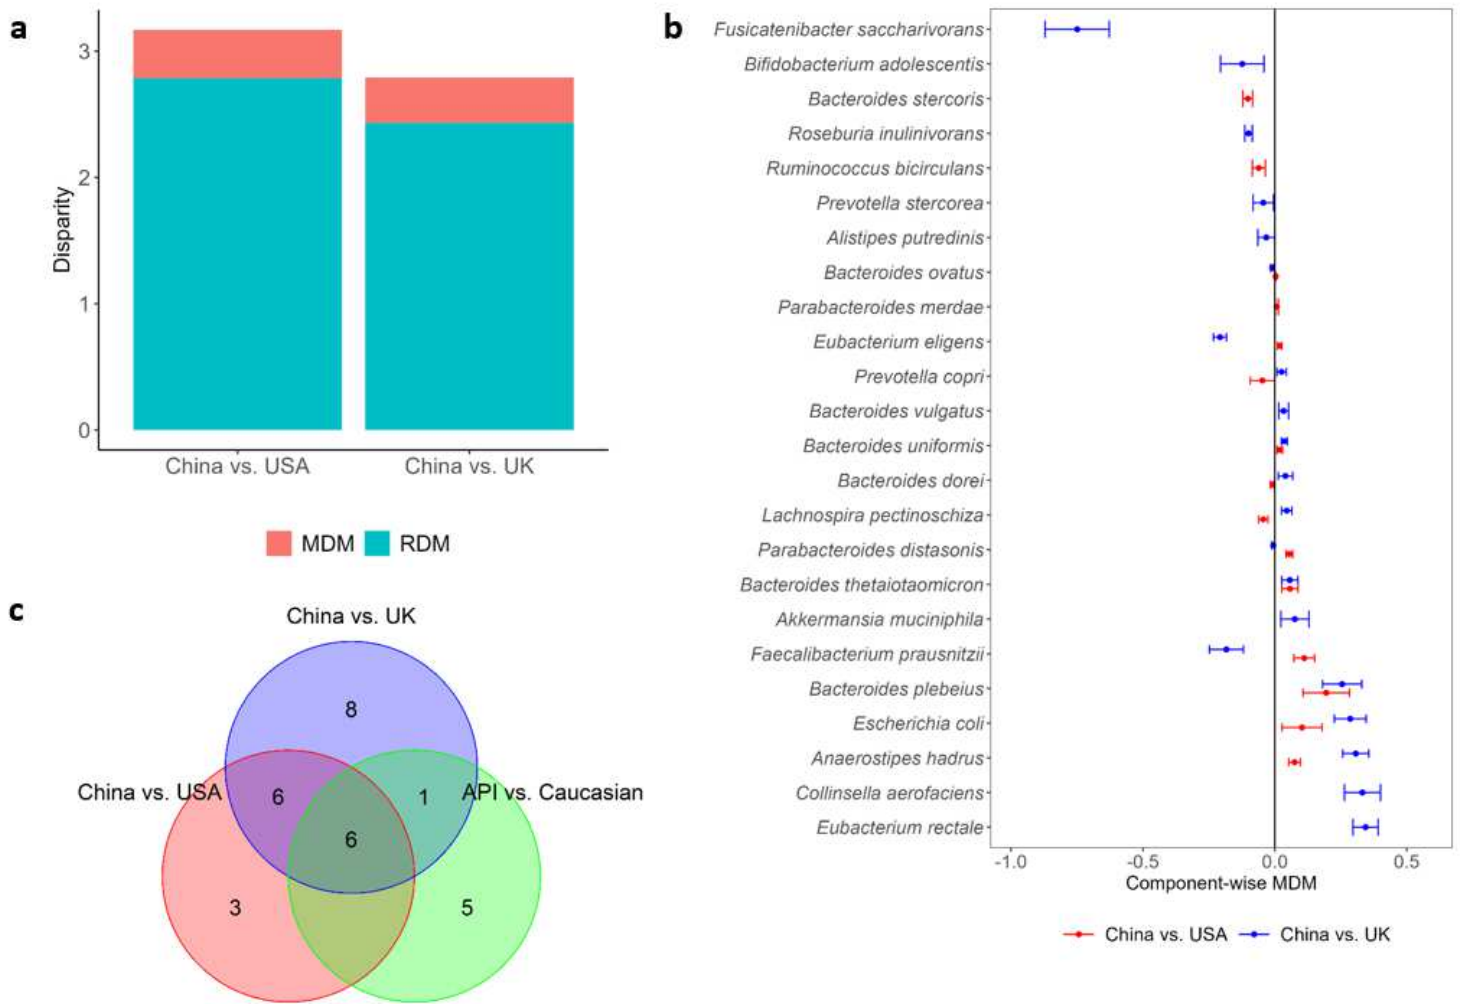 a
Disparity
3
2
1
0
China vs. USA
China vs. UK
MDM
RDM
b
Fusicatenibacter saccharivorans
Bifidobacterium adolescentis
Bacteroides stercoris
Roseburia inulinivorans
Ruminococcus bicirculans
Prevotella stercorea
Alistipes putredinis
Bacteroides ovatus
Parabacteroides merdae
Eubacterium eligens
Prevotella copri
Bacteroides vulgatus
Bacteroides uniformis
Bacteroides dorei
Lachnospira pectinoschiza
Parabacteroides distasonis
Bacteroides thetaiotaomicron
Akkermansia muciniphila
Faecalibacterium prausnitzii
Bacteroides plebeius
Escherichia coli
Anaerostipes hadrus
Collinsella aerofaciens
Eubacterium rectale
-1.0
-0.5
0.0
0.5
Component-wise MDM
China vs. USA
China vs. UK
c
China vs. UK
8
China vs. USA
6
1
API vs. Caucasian
6
3
5